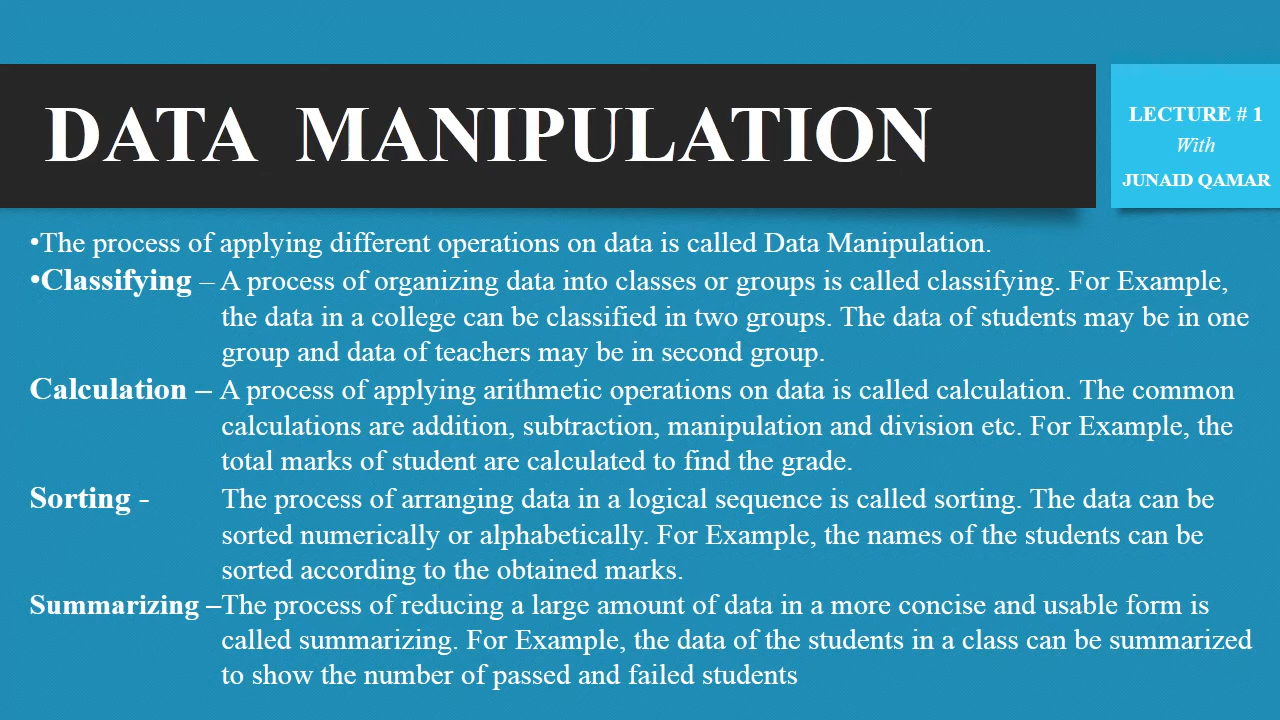 DATA MANIPULATION
LECTURE # 1
With
JUNAID QAMAR
•The process of applying different operations on data is called Data Manipulation.
•Classifying – A process of organizing data into classes or groups is called classifying. For Example,
the data in a college can be classified in two groups. The data of students may be in one
group and data of teachers may be in second group.
Calculation – A process of applying arithmetic operations on data is called calculation. The common
calculations are addition, subtraction, manipulation and division etc. For Example, the
total marks of student are calculated to find the grade.
Sorting - The process of arranging data in a logical sequence is called sorting. The data can be
sorted numerically or alphabetically. For Example, the names of the students can be
sorted according to the obtained marks.
Summarizing –The process of reducing a large amount of data in a more concise and usable form is
called summarizing. For Example, the data of the students in a class can be summarized
to show the number of passed and failed students